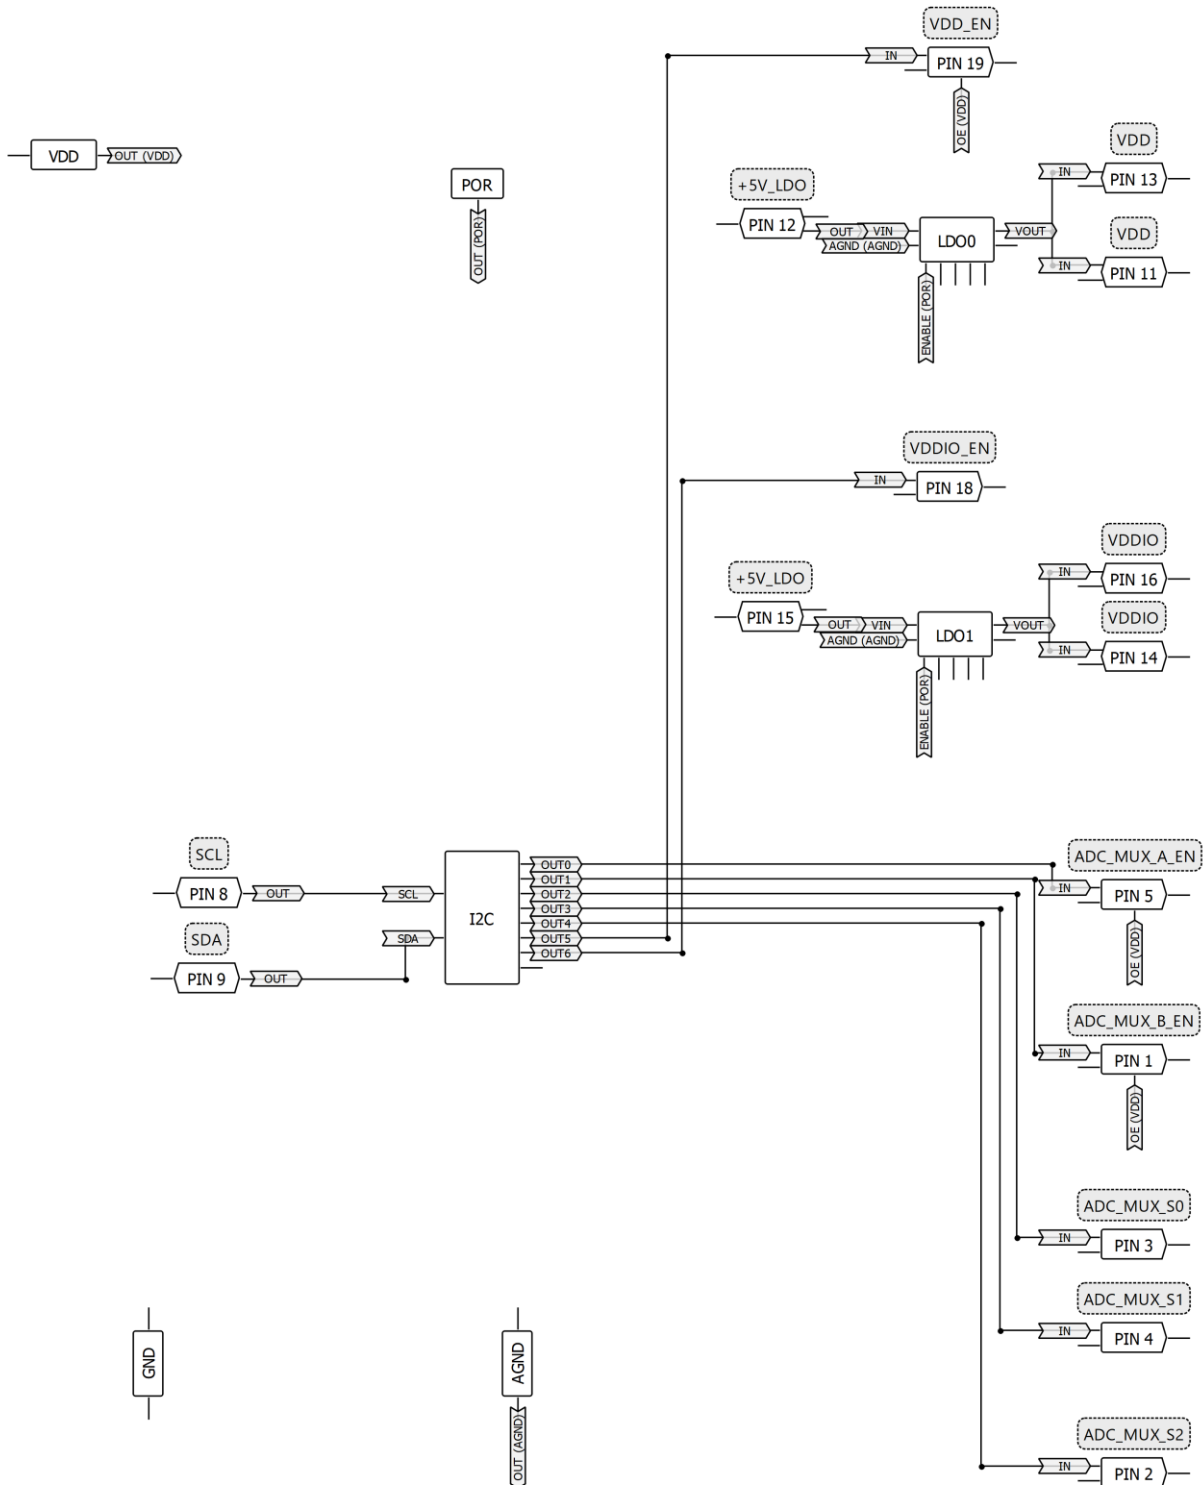 VDD_EN
IN
PIN 19
OE (VDD)
VDD
OUT (VDD)
POR
OUT (POR)
+5V_LDO
PIN 12
OUT
VIN
AGND (AGND)
LDO0
VOUT
ENABLE (POR)
VDD
IN
PIN 13
VDD
IN
PIN 11
VDDIO_EN
IN
PIN 18
+5V_LDO
PIN 15
OUT
VIN
AGND (AGND)
LDO1
VOUT
ENABLE (POR)
VDDIO
IN
PIN 16
VDDIO
IN
PIN 14
SCL
PIN 8
OUT
SCL
SDA
PIN 9
OUT
SDA
I2C
OUT0
OUT1
OUT2
OUT3
OUT4
OUT5
OUT6
ADC_MUX_A_EN
IN
PIN 5
OE (VDD)
ADC_MUX_B_EN
IN
PIN 1
OE (VDD)
ADC_MUX_S0
IN
PIN 3
ADC_MUX_S1
IN
PIN 4
GND
AGND
OUT (AGND)
ADC_MUX_S2
IN
PIN 2